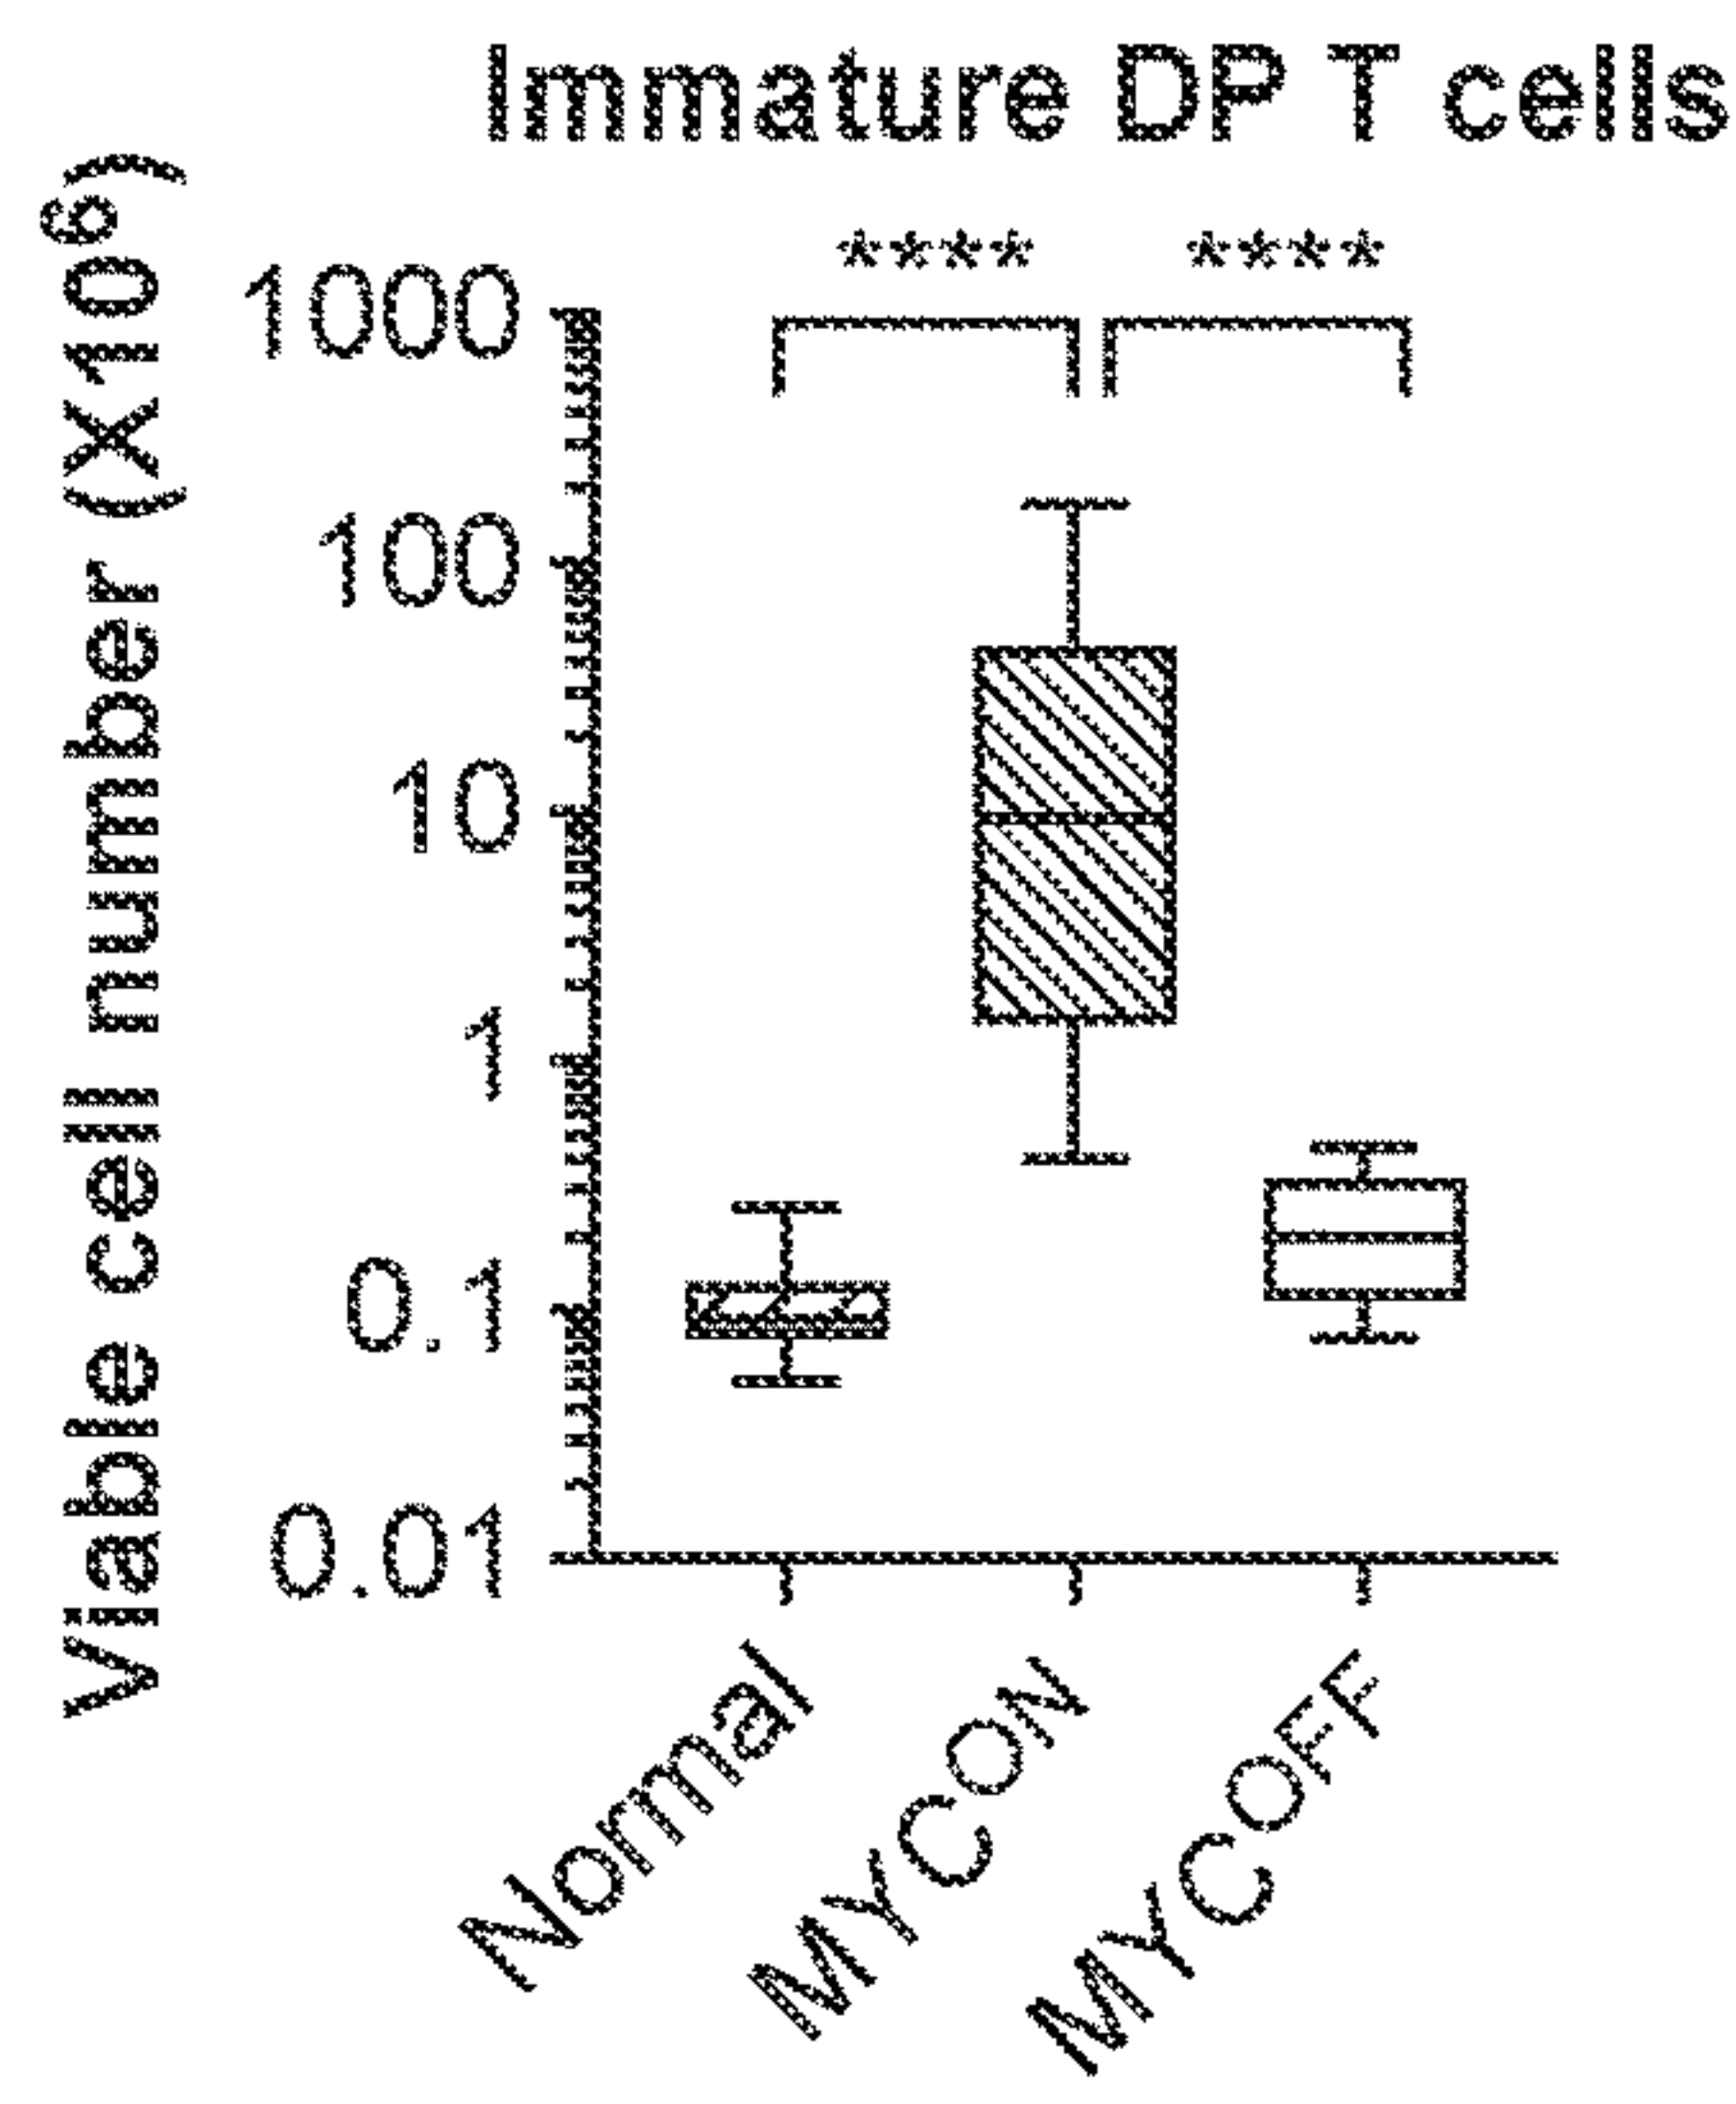 Immature DP T cells
Viable cell number (X10⁶)
**** ****
1000
100
10
1
0.1
0.01
Normal
MYCᴼᴺ
MYCᴼFF